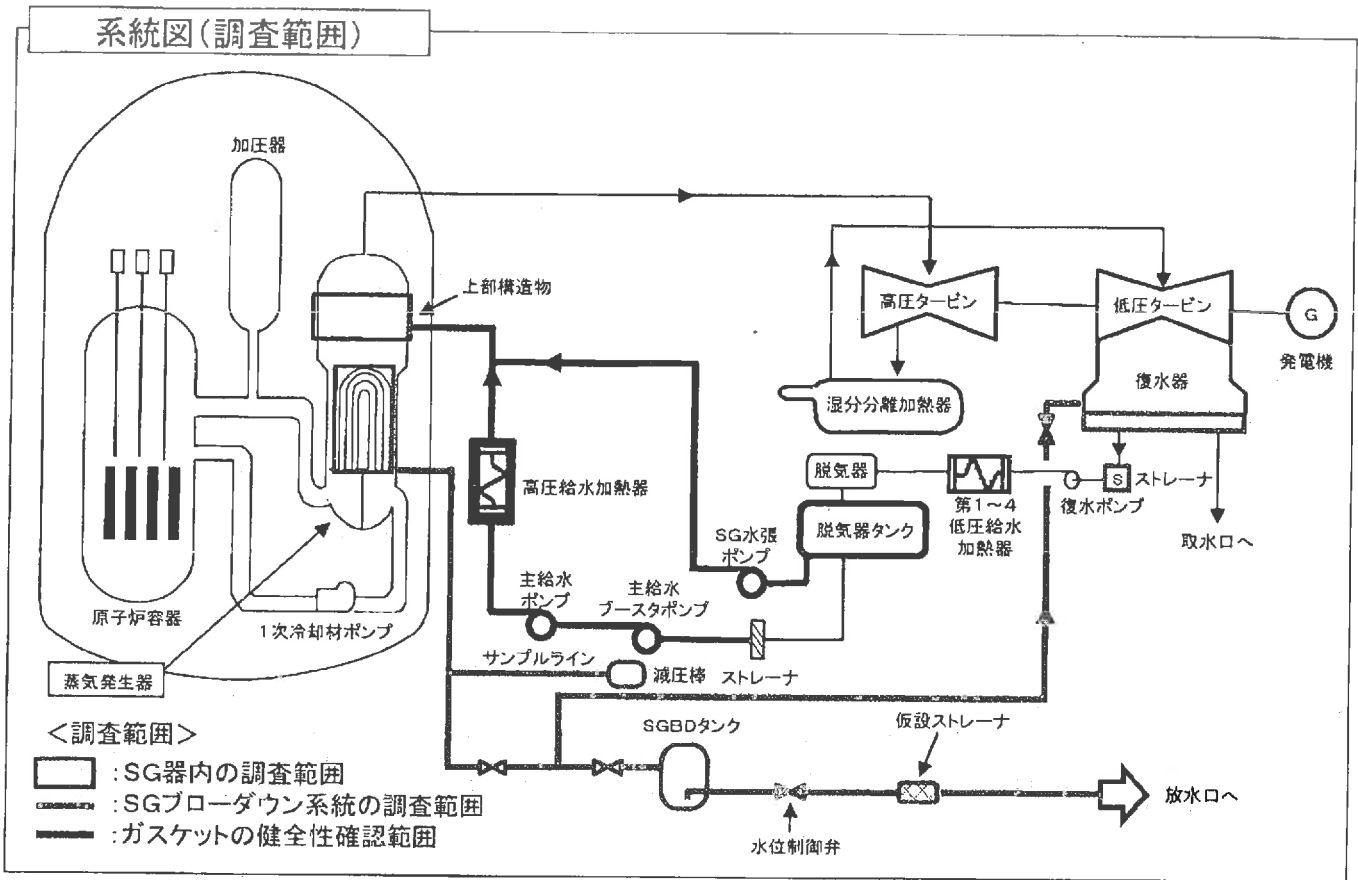 系統図(調査範囲)
加圧器
上部構造物
高圧タービン
低圧タービン
G
発電機
湿分分離加熱器
復水器
高圧給水加熱器
脱気器
S
ストレーナ
復水ポンプ
第1~4
低圧給水
加熱器
脱気器タンク
取水口へ
SG水張
ポンプ
主給水
ポンプ
主給水
ブースタポンプ
原子炉容器
1次冷却材ポンプ
サンプルライン
減圧棒
ストレーナ
蒸気発生器
SGBDタンク
仮設ストレーナ
放水口へ
水位制御弁
<調査範囲>
:SG器内の調査範囲
:SGブローダウン系統の調査範囲
:ガスケットの健全性確認範囲